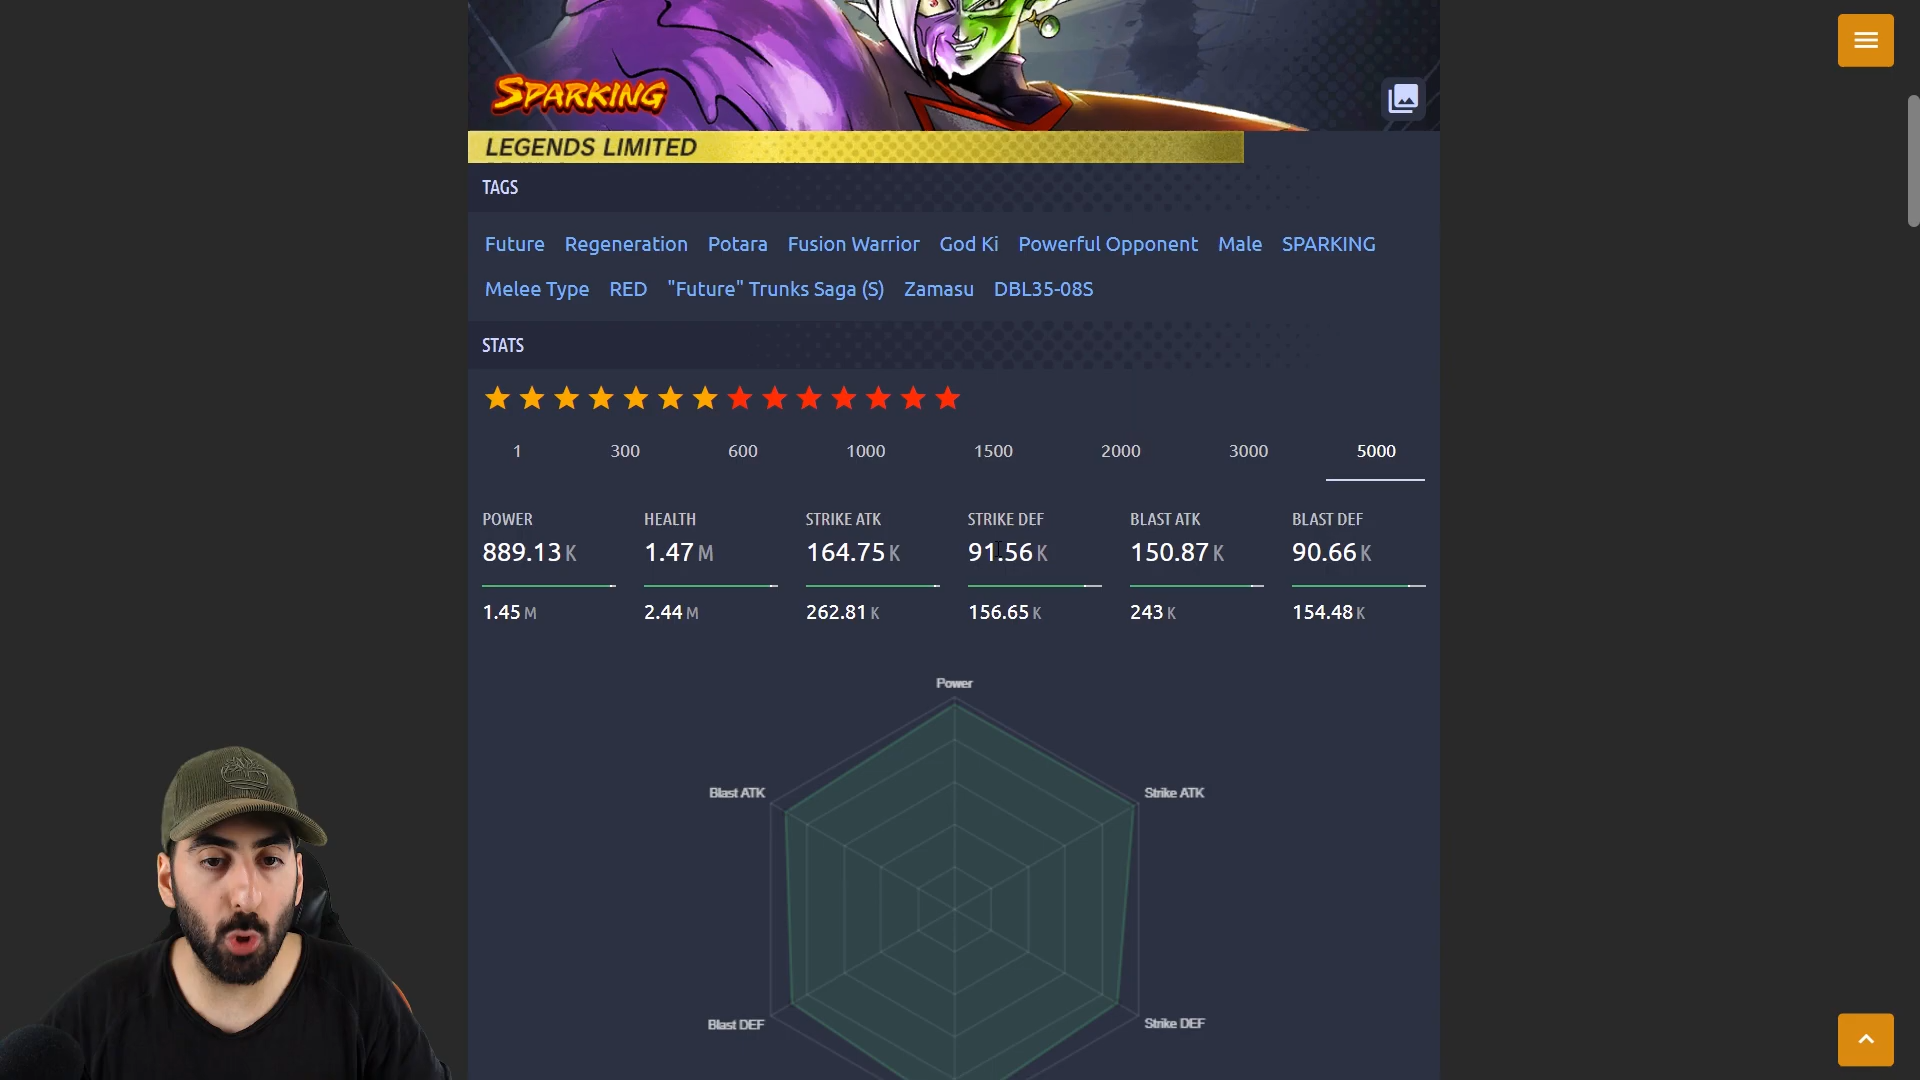 SPARKING
LEGENDS LIMITED
TAGS
Future Regeneration Potara Fusion Warrior God Ki Powerful Opponent Male SPARKING
Melee Type RED "Future" Trunks Saga (S) Zamasu DBL35-08S
STATS
1 300 600 1000 1500 2000 3000 5000
POWER HEALTH STRIKE ATK STRIKE DEF BLAST ATK BLAST DEF
889.13 K 1.47 M 164.75 K 91.56 K 150.87 K 90.66 K
1.45 M 2.44 M 262.81 K 156.65 K 243 K 154.48 K
Power
Blast ATK Strike ATK
Blast DEF Strike DEF